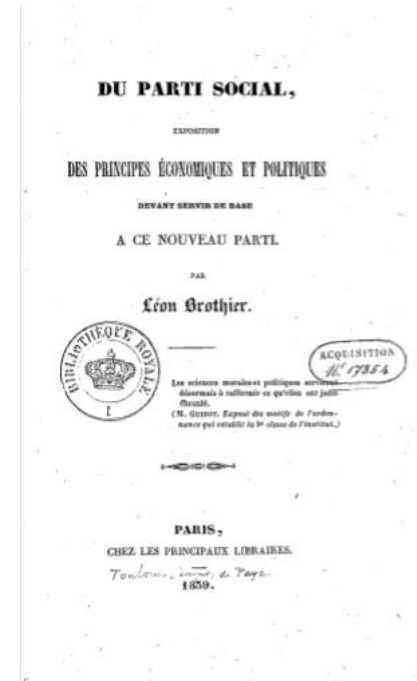 DU PARTI SOCIAL,
EXPOSITION
DES PRINCIPES ÉCONOMIQUES ET POLITIQUES
DEVANT SERVIR DE BASE
A CE NOUVEAU PARTI.
PAR
Léon Brothier.
BIBLIOTHÈQUE ROYALE
I
ACQUISITION
N° 17354
Les sciences morales et politiques serviront
désormais à raffermir ce qu'elles ont jadis
ébranlé.
(M. GUIZOT. Exposé des motifs de l'ordon-
nance qui rétablit la 5e classe de l'institut.)
PARIS,
CHEZ LES PRINCIPAUX LIBRAIRES.
Toulouse, impr. de Paya
1839.